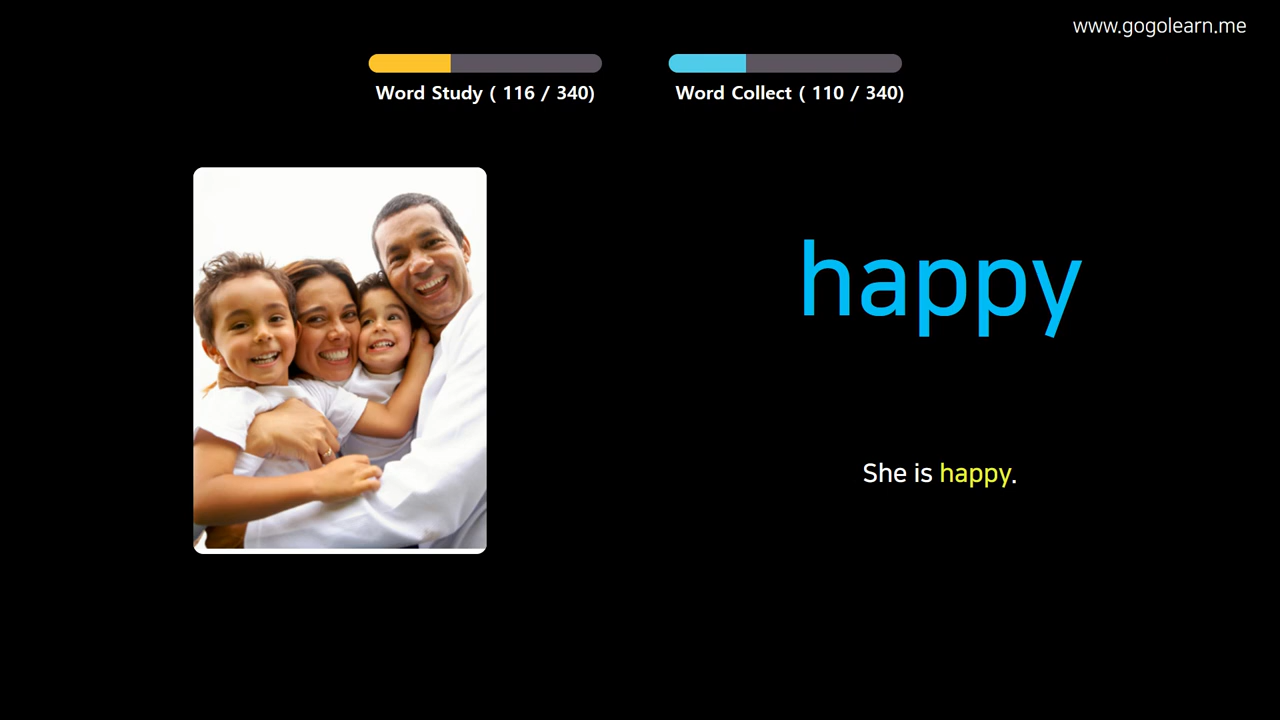 www.gogolearn.me
Word Study ( 116 / 340)
Word Collect ( 110 / 340)
happy
She is happy.